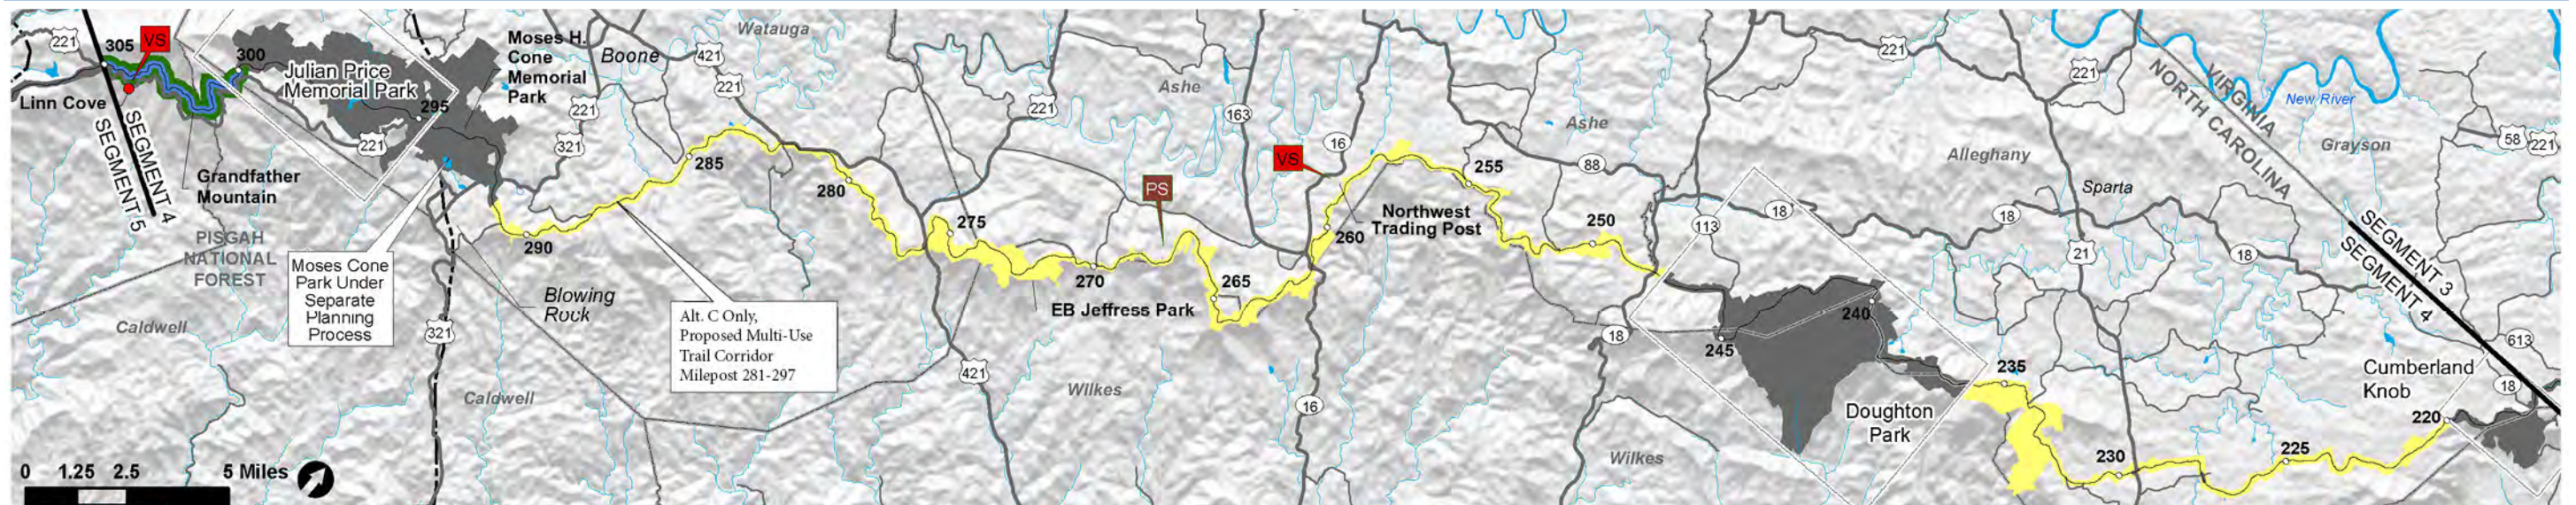 221
305
VS
300
Julian Price
Memorial Park
295
Linn Cove
SEGMENT 4
SEGMENT 5
221
Grandfather
Mountain
PISGAH
NATIONAL
FOREST
Caldwell
Moses H.
Cone
Memorial
Park
Boone
421
221
Watauga
221
321
Moses Cone
Park Under
Separate
Planning
Process
321
290
Blowing
Rock
Caldwell
285
Alt. C Only,
Proposed Multi-Use
Trail Corridor
Milepost 281-297
280
275
421
221
Ashe
163
PS
270
EB Jeffress Park
265
Wilkes
VS
16
260
16
Northwest
Trading Post
255
Ashe
88
250
18
113
18
245
240
Doughton
Park
Wilkes
221
221
Alleghany
Sparta
18
21
18
235
230
225
220
VIRGINIA
NORTH CAROLINA
New River
Grayson
58
221
SEGMENT 3
SEGMENT 4
613
Cumberland
Knob
18
0 1.25 2.5 5 Miles